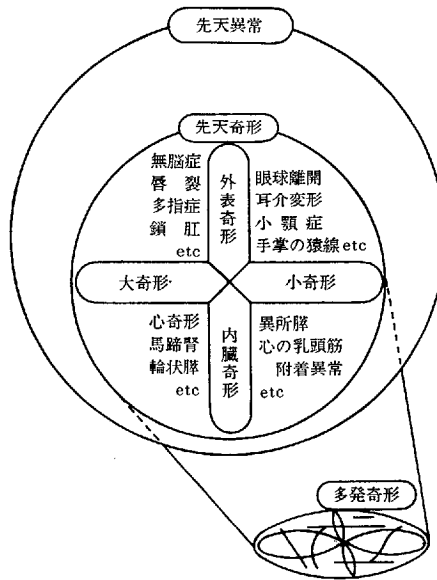 先天異常
先天奇形
無脳症
唇裂
多指症
鎖肛
etc
外表奇形
眼球離開
耳介変形
小顎症
手掌の猿線etc
大奇形
小奇形
心奇形
馬蹄腎
輪状膵
etc
内臓奇形
異所膵
心の乳頭筋
附着異常
etc
多発奇形